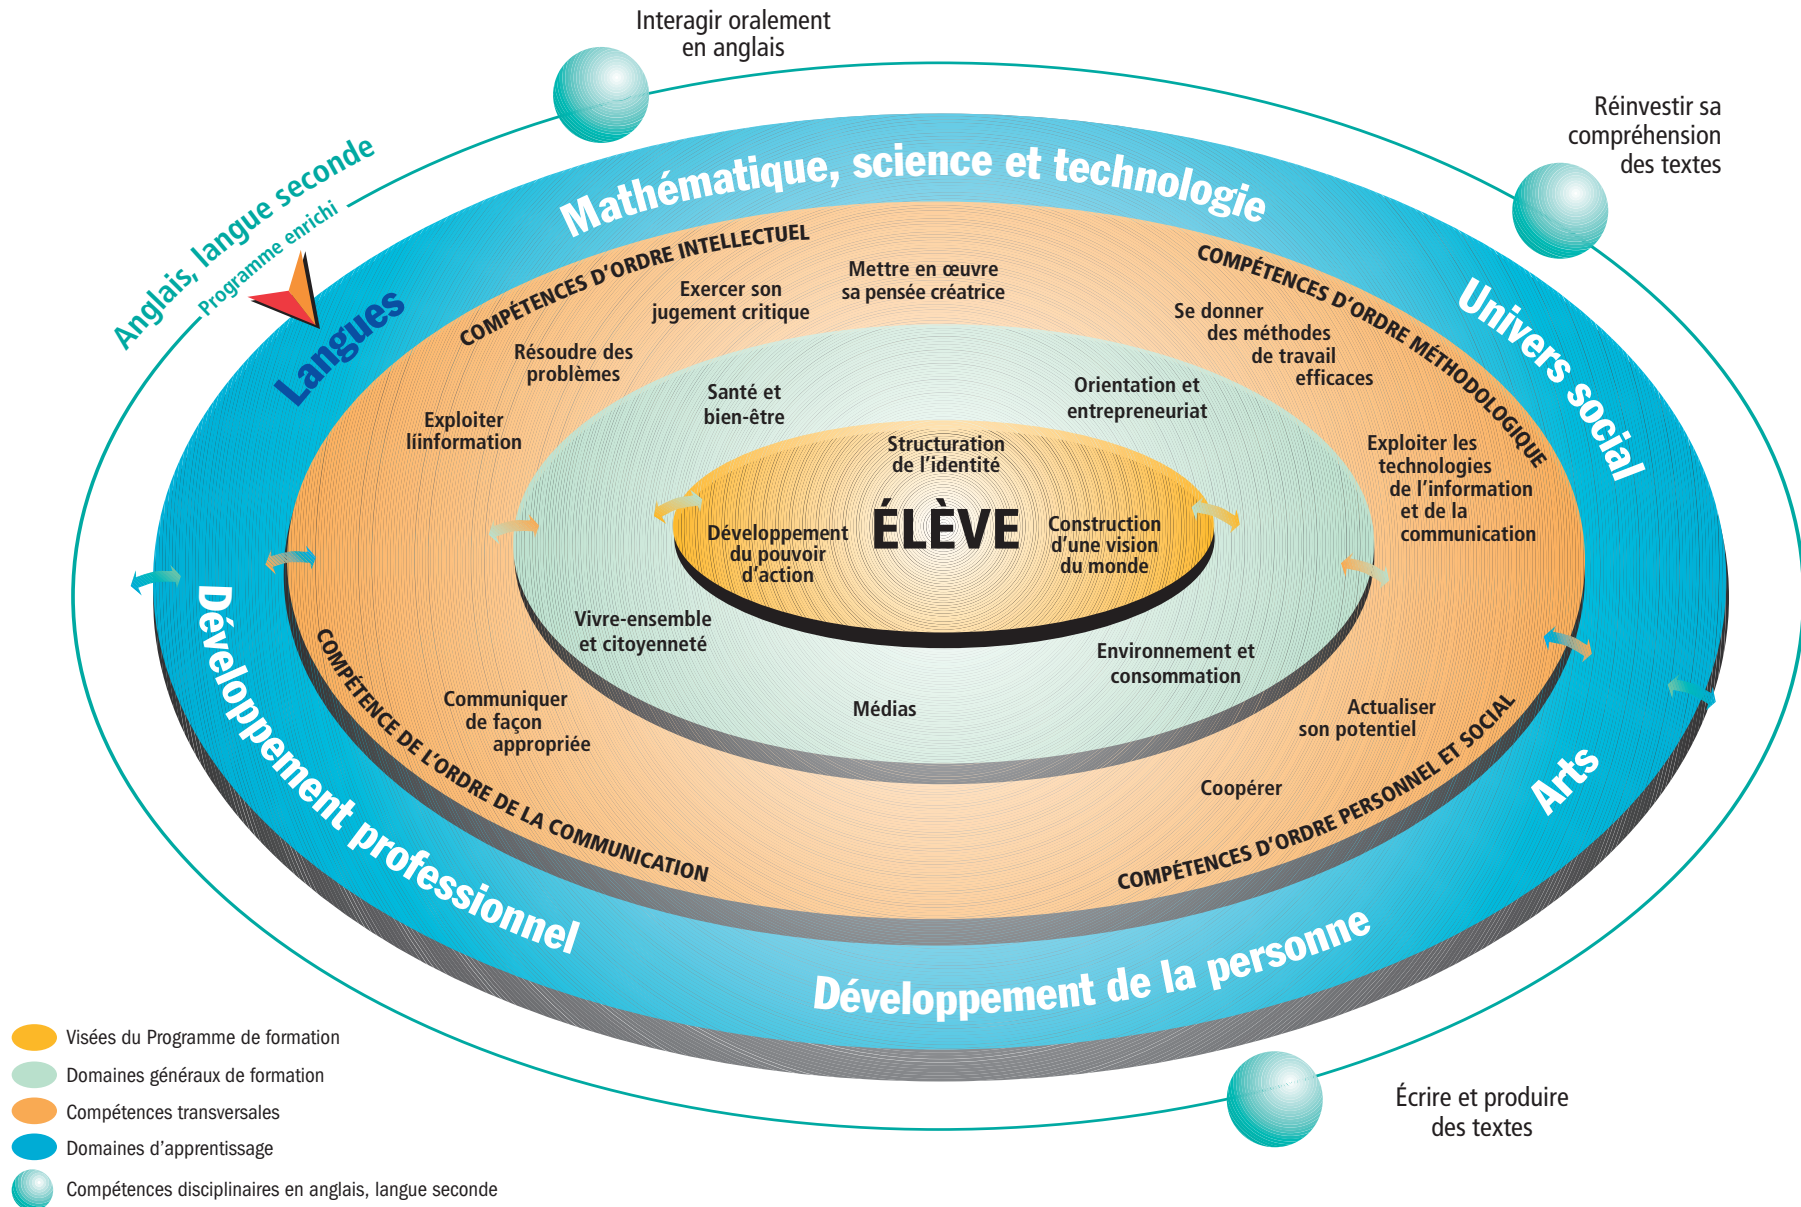 Interagir oralement
en anglais
Réinvestir sa
compréhension
des textes
Anglais, langue seconde
Programme enrichi
Mathématique, science et technologie
Langues
Univers social
COMPÉTENCES D'ORDRE INTELLECTUEL
COMPÉTENCES D'ORDRE MÉTHODOLOGIQUE
Mettre en œuvre
sa pensée créatrice
Exercer son
jugement critique
Résoudre des
problèmes
Exploiter
líinformation
Se donner
des méthodes
de travail
efficaces
Exploiter les
technologies
de l'information
et de la
communication
Santé et
bien-être
Orientation et
entrepreneuriat
Structuration
de l'identité
ÉLÈVE
Développement
du pouvoir
d'action
Construction
d'une vision
du monde
Vivre-ensemble
et citoyenneté
Environnement et
consommation
Médias
Communiquer
de façon
appropriée
Actualiser
son potentiel
Coopérer
COMPÉTENCE DE L'ORDRE DE LA COMMUNICATION
COMPÉTENCES D'ORDRE PERSONNEL ET SOCIAL
Développement professionnel
Arts
Développement de la personne
Écrire et produire
des textes
Visées du Programme de formation
Domaines généraux de formation
Compétences transversales
Domaines d'apprentissage
Compétences disciplinaires en anglais, langue seconde